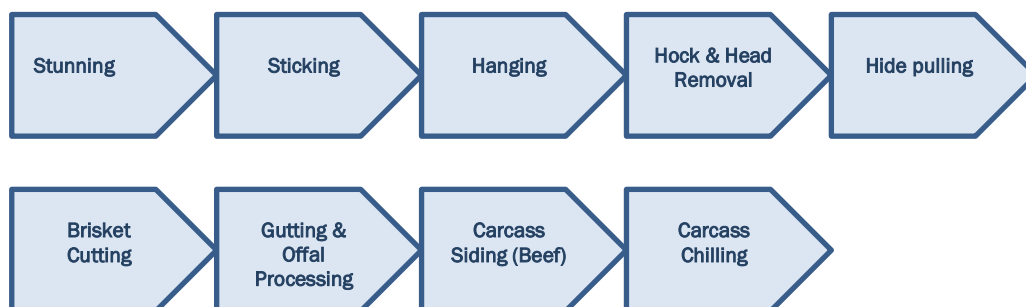 Stunning
Sticking
Hanging
Hock & Head
Removal
Hide pulling
Brisket
Cutting
Gutting &
Offal
Processing
Carcass
Siding (Beef)
Carcass
Chilling